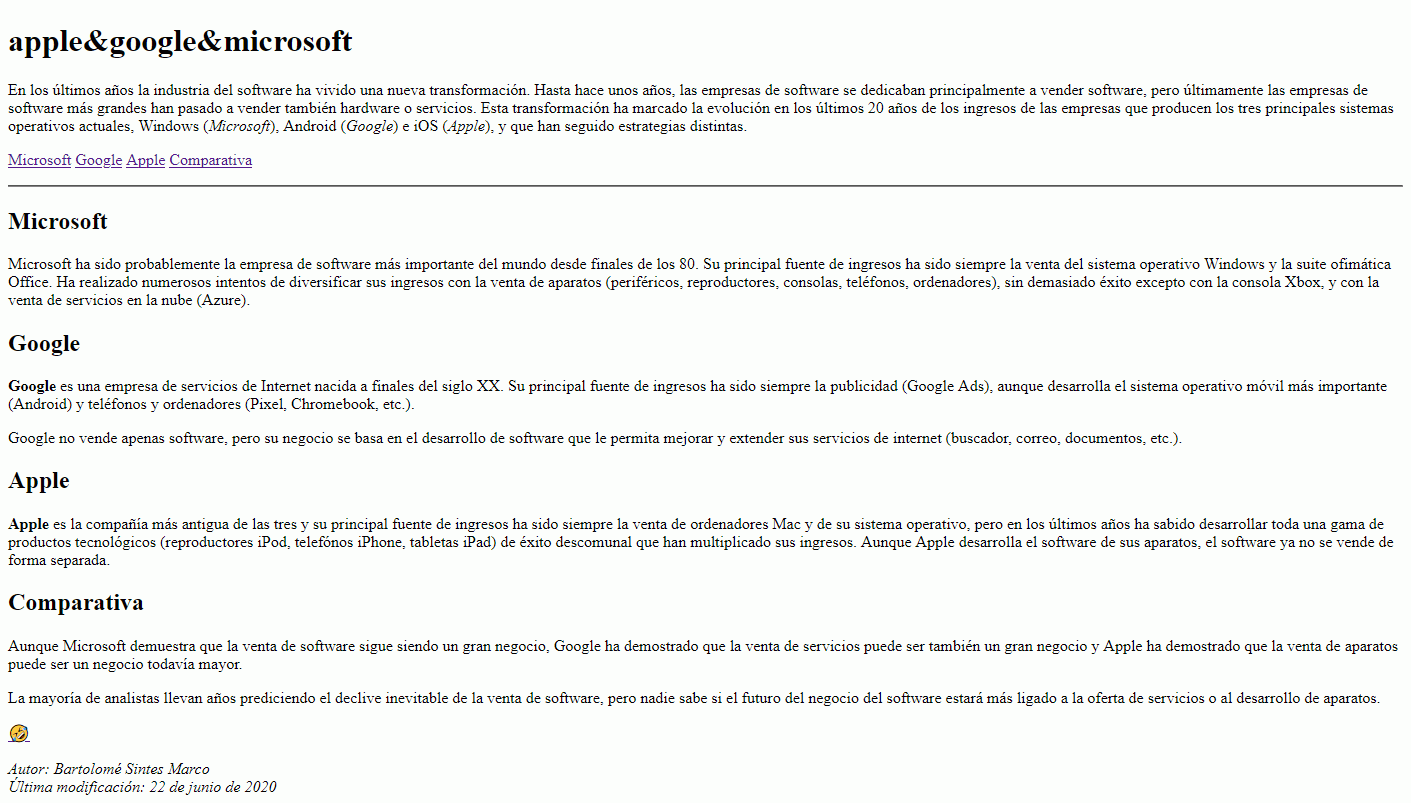 apple&google&microsoft
En los últimos años la industria del software ha vivido una nueva transformación. Hasta hace unos años, las empresas de software se dedicaban principalmente a vender software, pero últimamente las empresas de
software más grandes han pasado a vender también hardware o servicios. Esta transformación ha marcado la evolución en los últimos 20 años de los ingresos de las empresas que producen los tres principales sistemas
operativos actuales, Windows (Microsoft), Android (Google) e iOS (Apple), y que han seguido estrategias distintas.
Microsoft Google Apple Comparativa
Microsoft
Microsoft ha sido probablemente la empresa de software más importante del mundo desde finales de los 80. Su principal fuente de ingresos ha sido siempre la venta del sistema operativo Windows y la suite ofimática
Office. Ha realizado numerosos intentos de diversificar sus ingresos con la venta de aparatos (periféricos, reproductores, consolas, teléfonos, ordenadores), sin demasiado éxito excepto con la consola Xbox, y con la
venta de servicios en la nube (Azure).
Google
Google es una empresa de servicios de Internet nacida a finales del siglo XX. Su principal fuente de ingresos ha sido siempre la publicidad (Google Ads), aunque desarrolla el sistema operativo móvil más importante
(Android) y teléfonos y ordenadores (Pixel, Chromebook, etc.).
Google no vende apenas software, pero su negocio se basa en el desarrollo de software que le permita mejorar y extender sus servicios de internet (buscador, correo, documentos, etc.).
Apple
Apple es la compañía más antigua de las tres y su principal fuente de ingresos ha sido siempre la venta de ordenadores Mac y de su sistema operativo, pero en los últimos años ha sabido desarrollar toda una gama de
productos tecnológicos (reproductores iPod, telefónos iPhone, tabletas iPad) de éxito descomunal que han multiplicado sus ingresos. Aunque Apple desarrolla el software de sus aparatos, el software ya no se vende de
forma separada.
Comparativa
Aunque Microsoft demuestra que la venta de software sigue siendo un gran negocio, Google ha demostrado que la venta de servicios puede ser también un gran negocio y Apple ha demostrado que la venta de aparatos
puede ser un negocio todavía mayor.
La mayoría de analistas llevan años prediciendo el declive inevitable de la venta de software, pero nadie sabe si el futuro del negocio del software estará más ligado a la oferta de servicios o al desarrollo de aparatos.
Autor: Bartolomé Sintes Marco
Última modificación: 22 de junio de 2020